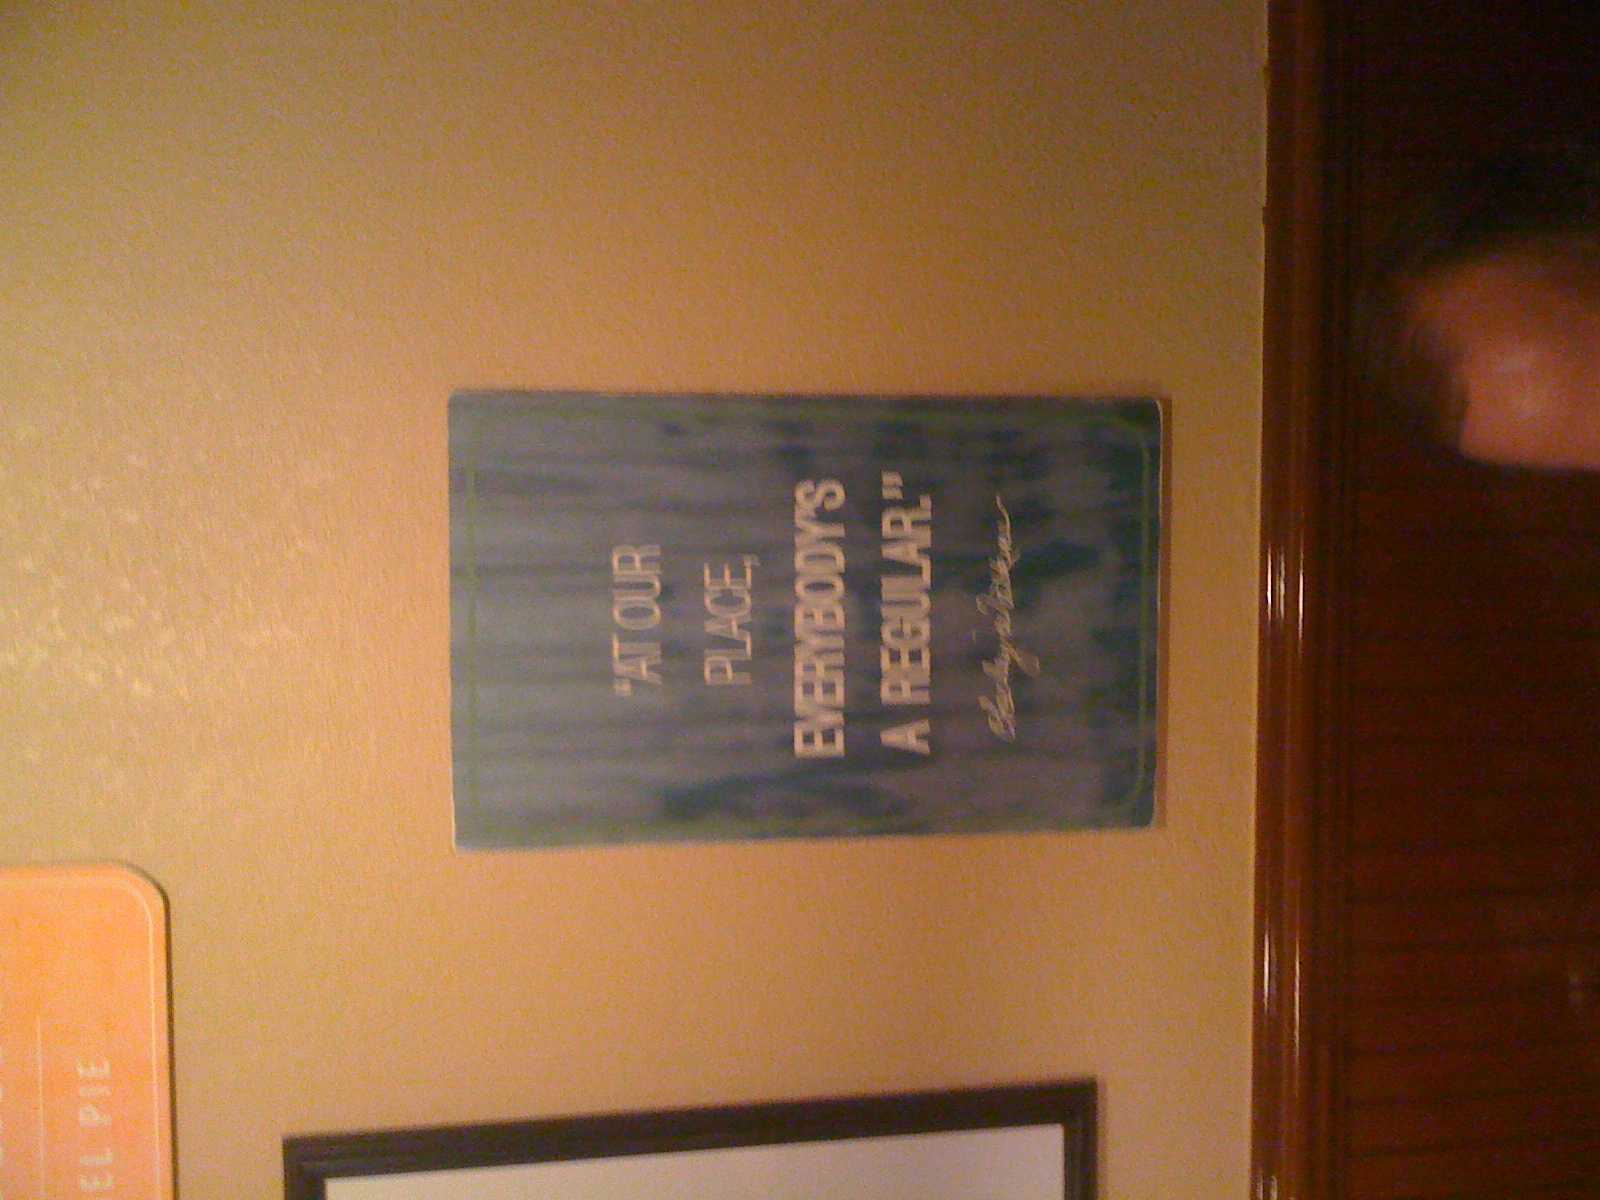 “AT OUR
PLACE,
EVERYBODY'S
A REGULAR.”
EL PIE